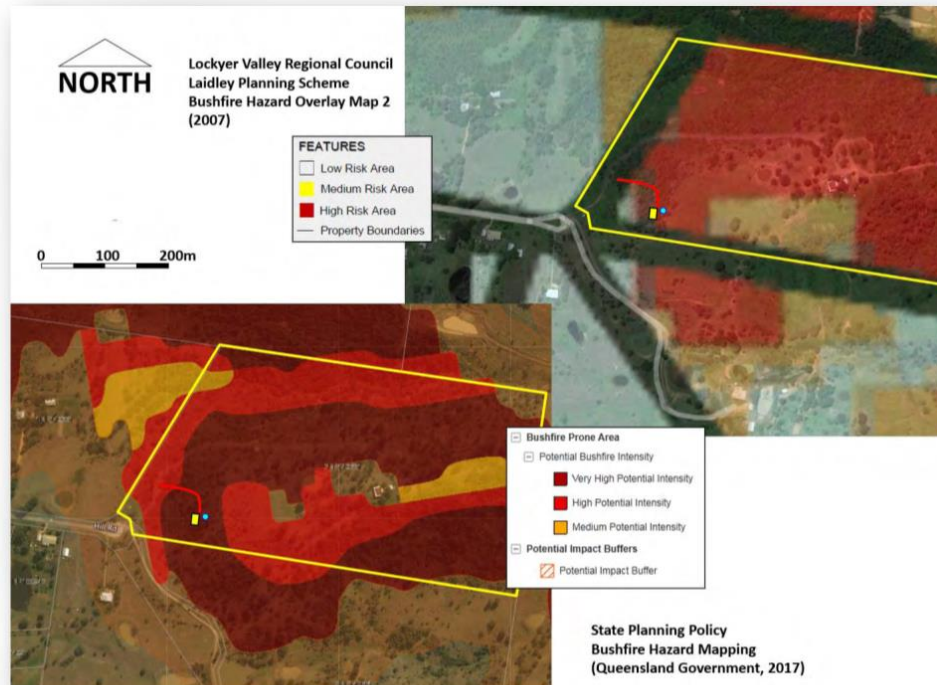 NORTH
Lockyer Valley Regional Council
Laidley Planning Scheme
Bushfire Hazard Overlay Map 2
(2007)
FEATURES
Low Risk Area
Medium Risk Area
High Risk Area
Property Boundaries
0 100 200m
Bushfire Prone Area
Potential Bushfire Intensity
Very High Potential Intensity
High Potential Intensity
Medium Potential Intensity
Potential Impact Buffers
Potential Impact Buffer
State Planning Policy
Bushfire Hazard Mapping
(Queensland Government, 2017)